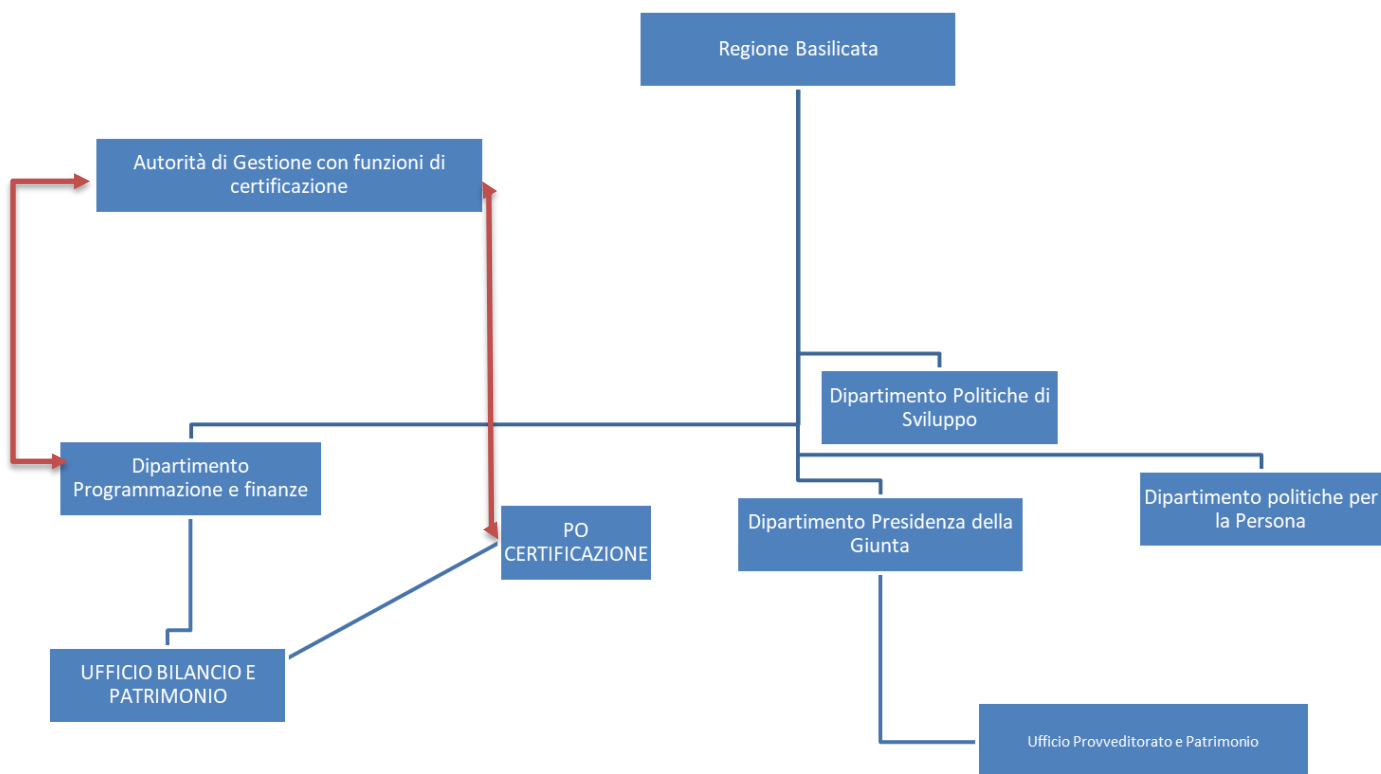 Regione Basilicata
Autorità di Gestione con funzioni di
certificazione
Dipartimento Politiche di
Sviluppo
Dipartimento
Programmazione e finanze
Dipartimento politiche per
la Persona
PO
CERTIFICAZIONE
Dipartimento Presidenza della
Giunta
UFFICIO BILANCIO E
PATRIMONIO
Ufficio Provveditorato e Patrimonio